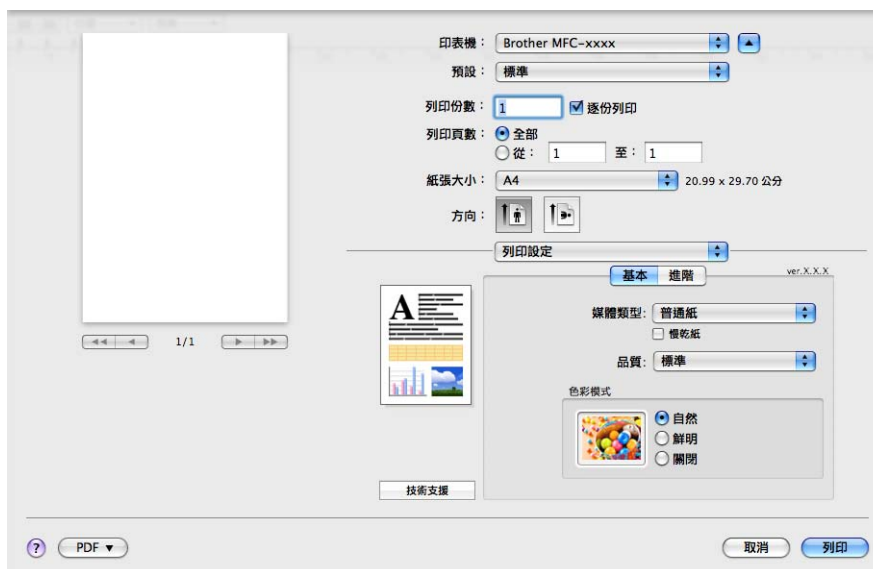 印表機： Brother MFC-xxxx
預設： 標準
列印份數： 1 逐份列印
列印頁數： 全部
從： 1 至： 1
紙張大小： A4 20.99 x 29.70 公分
方向：
列印設定
基本 進階 ver.X.X.X
A
媒體類型: 普通紙
慢乾紙
1/1
品質: 標準
色彩模式
自然
鮮明
關閉
技術支援
? PDF 取消 列印